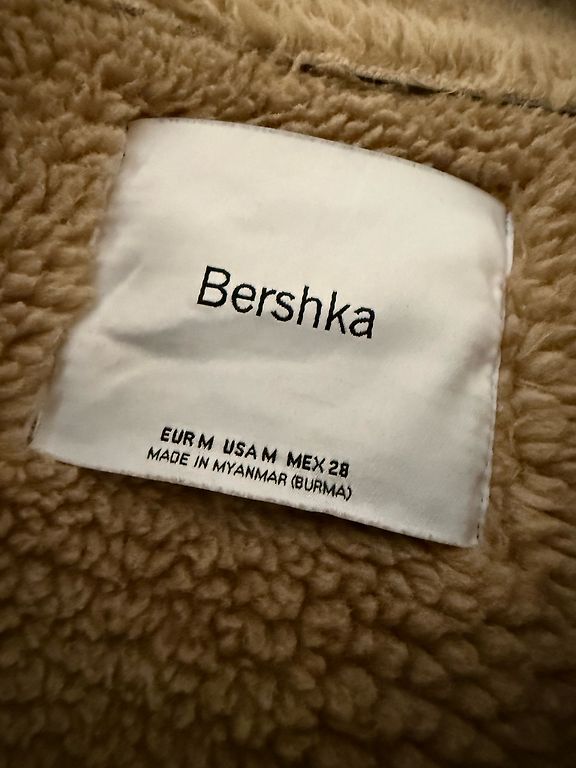 Bershka
EUR M USA M MEX 28
MADE IN MYANMAR (BURMA)